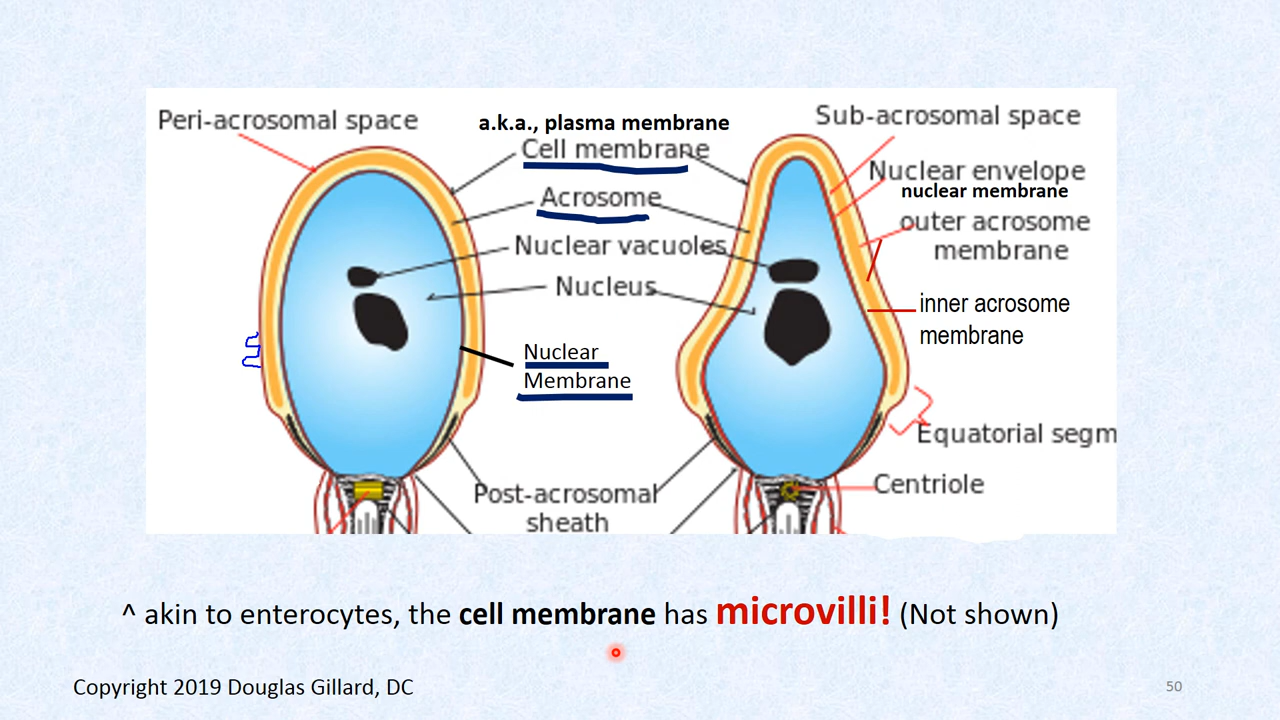 Peri-acrosomal space
a.k.a., plasma membrane
Cell membrane
Acrosome
Nuclear vacuoles
Nucleus
Nuclear
Membrane
Sub-acrosomal space
Nuclear envelope
nuclear membrane
outer acrosome
membrane
inner acrosome
membrane
Equatorial segm
Centriole
Post-acrosomal
sheath
^ akin to enterocytes, the cell membrane has microvilli! (Not shown)
Copyright 2019 Douglas Gillard, DC
50